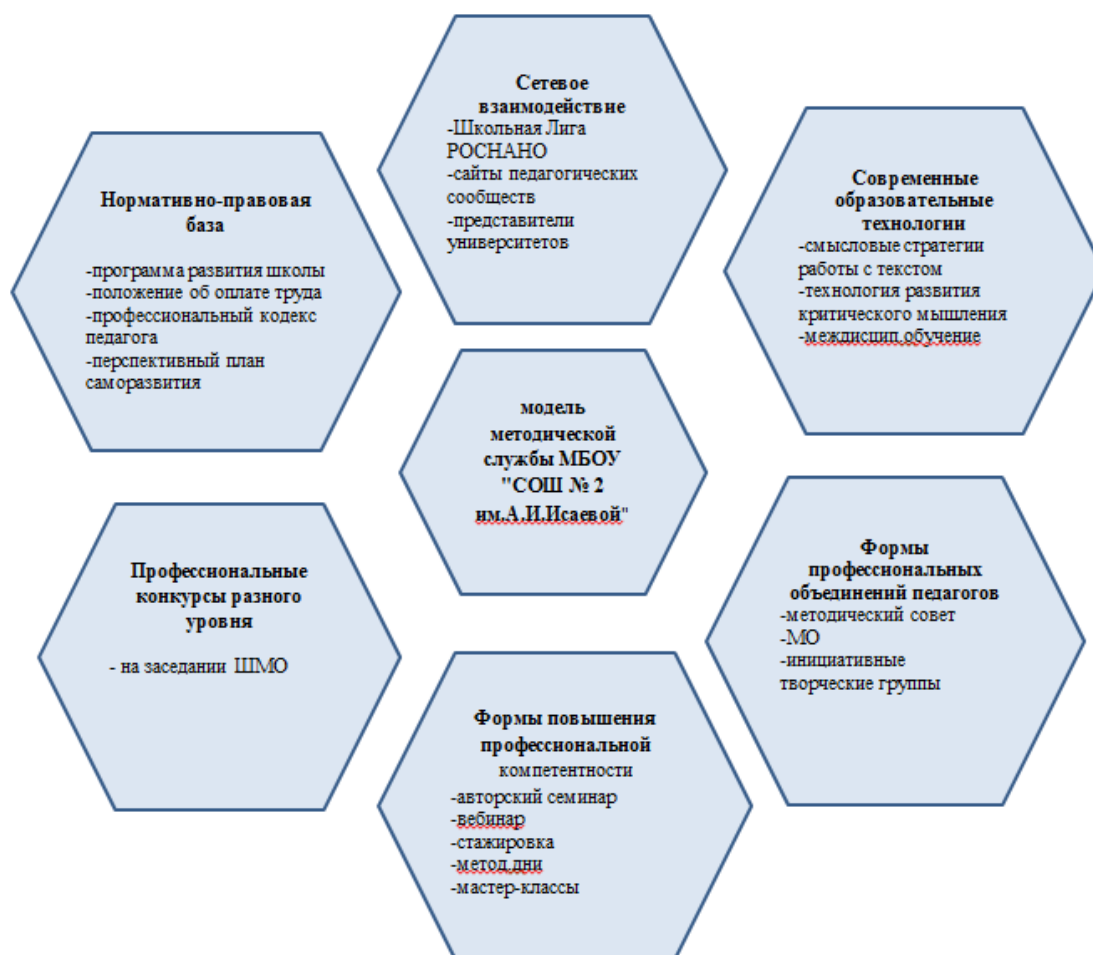 Сетевое
взаимодействие
-Школьная Лига
РОСНАНО
-сайты педагогических
сообществ
-представители
университетов
Нормативно-правовая
база
-программа развития школы
-положение об оплате труда
-профессиональный кодекс
педагога
-перспективный план
саморазвития
Современные
образовательные
технологии
-смысловые стратегии
работы с текстом
-технология развития
критического мышления
-междисцип.обучение
модель
методической
службы МБОУ
"СОШ № 2
им.А.И.Исаевой"
Профессиональные
конкурсы разного
уровня
- на заседании ШМО
Формы
профессиональных
объединений педагогов
-методический совет
-МО
-инициативные
творческие группы
Формы повышения
профессиональной
компетентности
-авторский семинар
-вебинар
-стажировка
-метод.дни
-мастер-классы